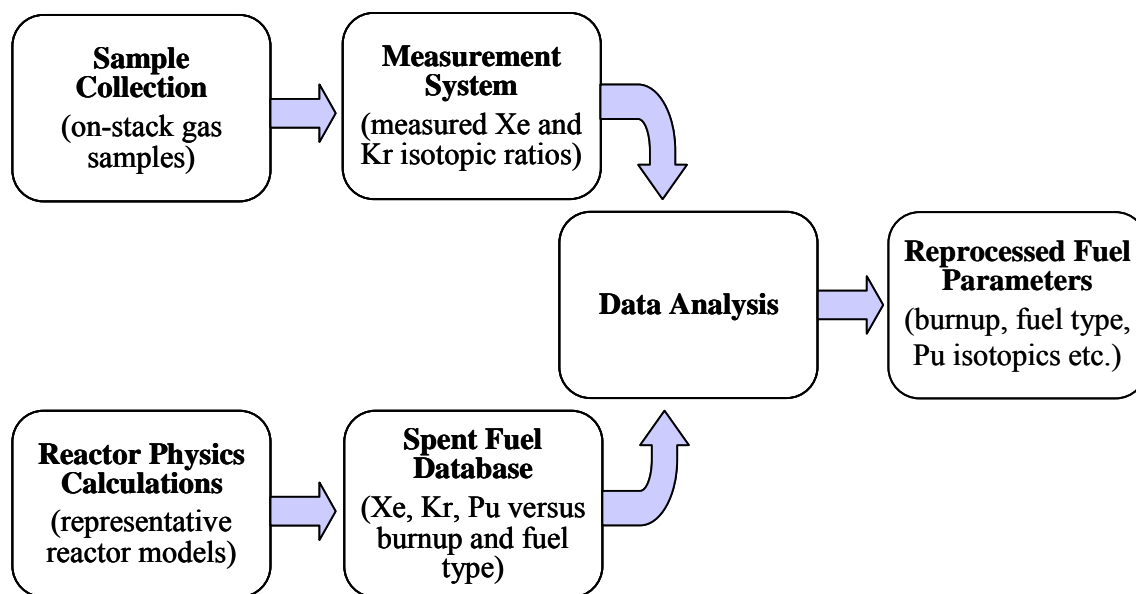 Sample
Collection
(on-stack gas
samples)
Measurement
System
(measured Xe and
Kr isotopic ratios)
Data Analysis
Reprocessed Fuel
Parameters
(burnup, fuel type,
Pu isotopics etc.)
Reactor Physics
Calculations
(representative
reactor models)
Spent Fuel
Database
(Xe, Kr, Pu versus
burnup and fuel
type)